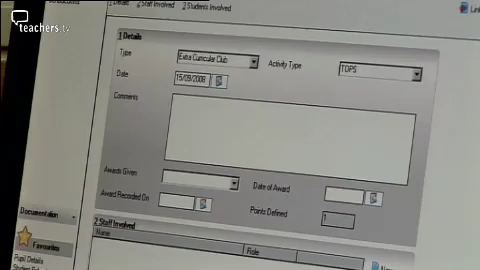 teachers.tv
1 Details 2 Staff Involved 3 Students Involved
1 Details
Type Extra Curricular Club Activity Type TOPS
Date 15/09/2008
Comments
Awards Given Date of Award
Award Recorded On Points Defined 1
2 Staff Involved
Name Role
Documentation
Favourites
Pupil Details